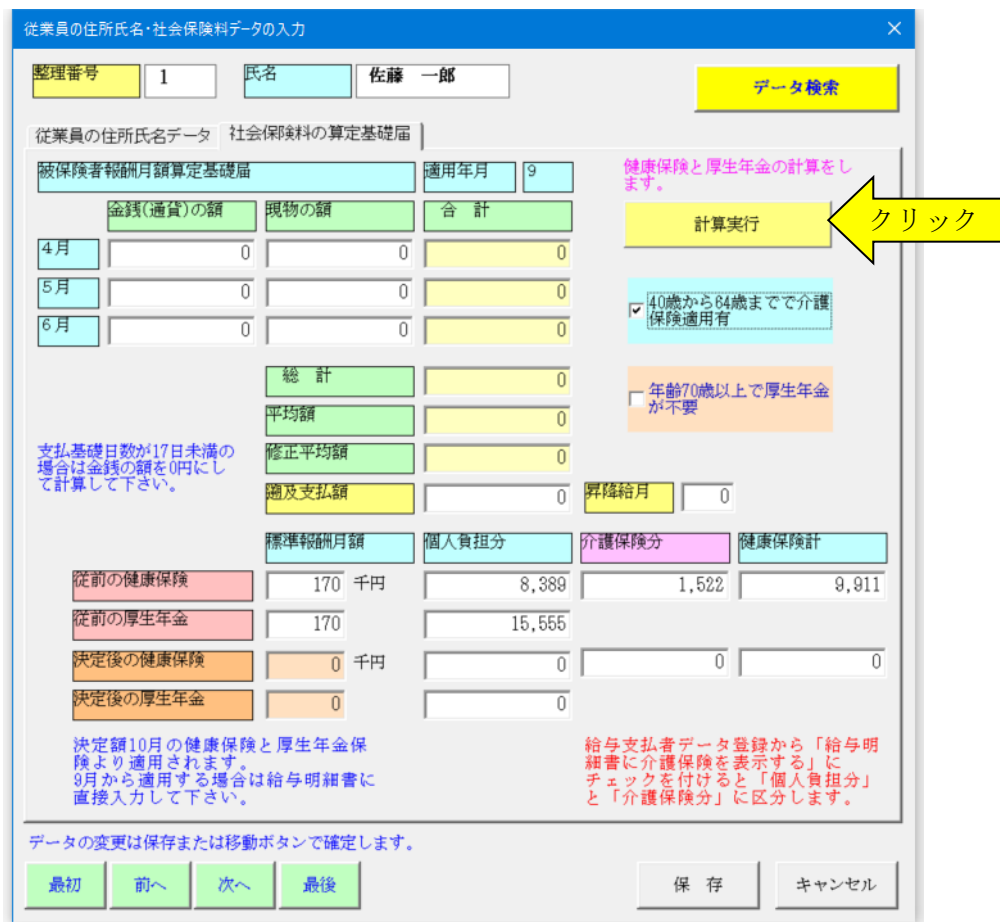 従業員の住所氏名・社会保険料データの入力
整理番号 1 氏名 佐藤 一郎
データ検索
従業員の住所氏名データ 社会保険料の算定基礎届
被保険者報酬月額算定基礎届 適用年月 9
健康保険と厚生年金の計算をし
ます。
金銭(通貨)の額 現物の額 合 計
計算実行
クリック
4月 0 0 0
5月 0 0 0
6月 0 0 0
40歳から64歳までで介護
保険適用有
総 計 0
平均額 0
修正平均額 0
年齢70歳以上で厚生年金
が不要
支払基礎日数が17日未満の
場合は金銭の額を0円にし
て計算して下さい。
遡及支払額 0 昇降給月 0
標準報酬月額 個人負担分 介護保険分 健康保険計
従前の健康保険 170 千円 8,389 1,522 9,911
従前の厚生年金 170 15,555
決定後の健康保険 0 千円 0 0 0
決定後の厚生年金 0 0
決定額10月の健康保険と厚生年金保
険より適用されます。
9月から適用する場合は給与明細書に
直接入力して下さい。
給与支払者データ登録から「給与明
細書に介護保険を表示する」に
チェックを付けると「個人負担分」
と「介護保険分」に区分します。
データの変更は保存または移動ボタンで確定します。
最初 前へ 次へ 最後 保 存 キャンセル